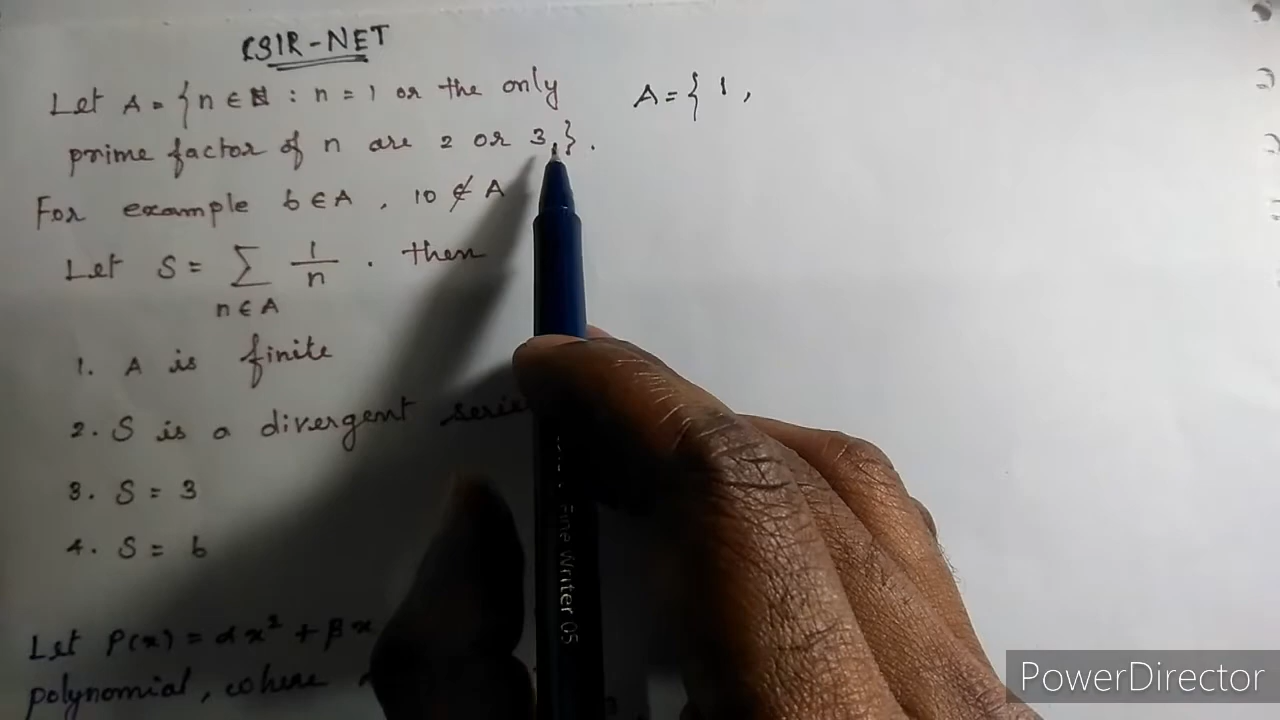 CSIR-NET
Let A = {n ∈ N : n = 1 or the only
prime factor of n are 2 or 3,}.
A = { 1,
For example 6 ∈ A , 10 ∉ A
Let S = ∑ 1/n . then
n ∈ A
1. A is finite
2. S is a divergent
3. S = 3
4. S = 6
Let P(x) = αx² + βx
polynomial, where
Fine Writer 05
PowerDirector